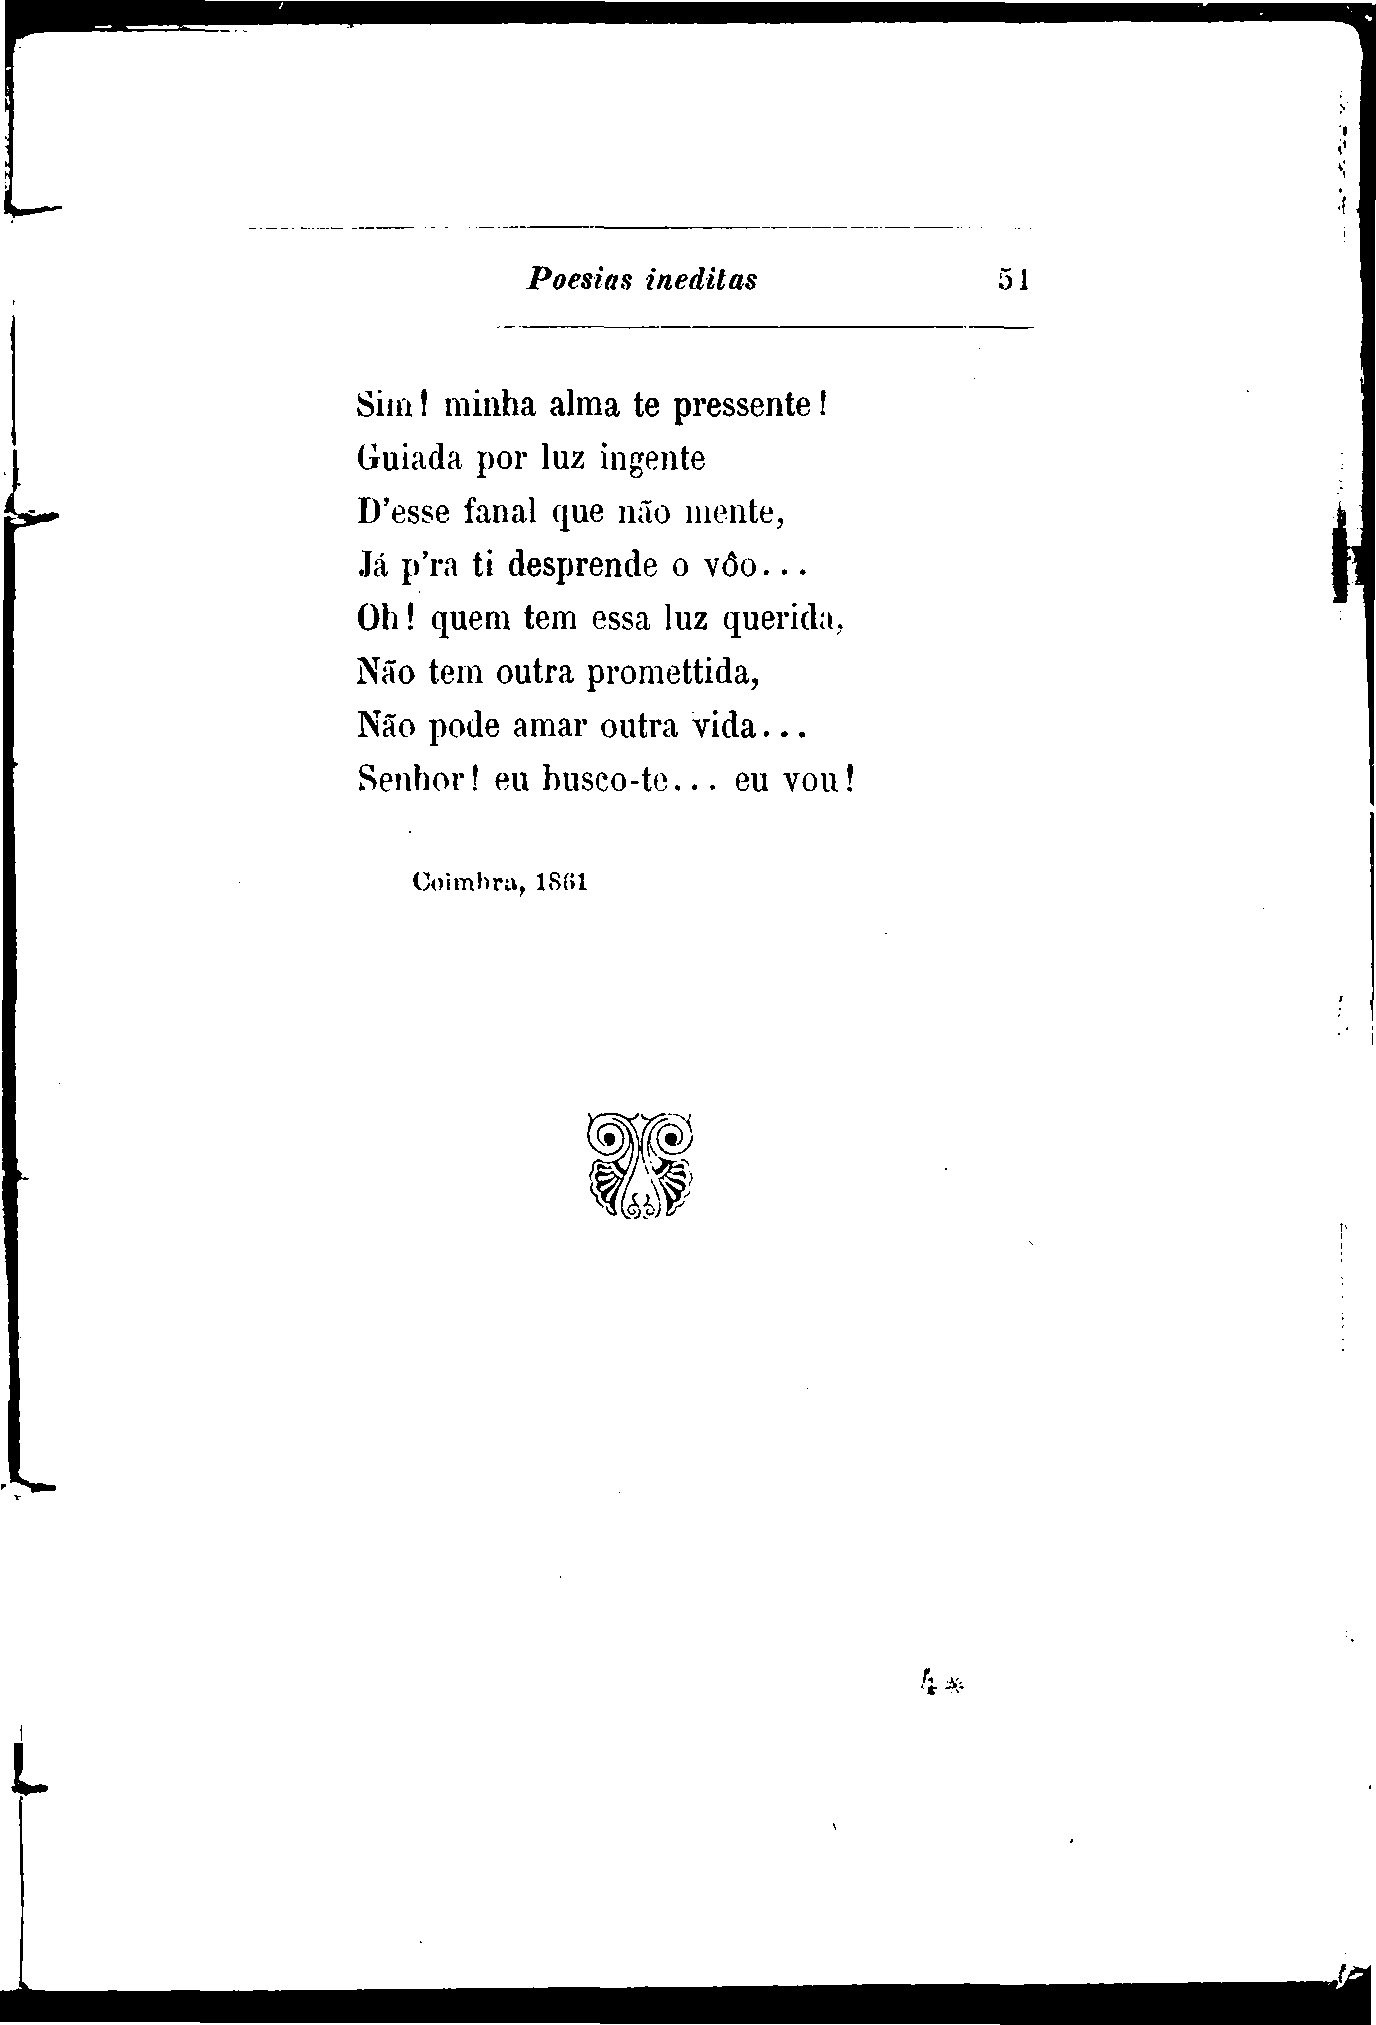 Poesias ineditas 51
Sim! minha alma te pressente!
Guiada por luz ingente
D'esse fanal que não mente,
Já p'ra ti desprende o vôo...
Oh! quem tem essa luz querida,
Não tem outra promettida,
Não pode amar outra vida...
Senhor! eu busco-te... eu vou!
Coimbra, 1861
4*